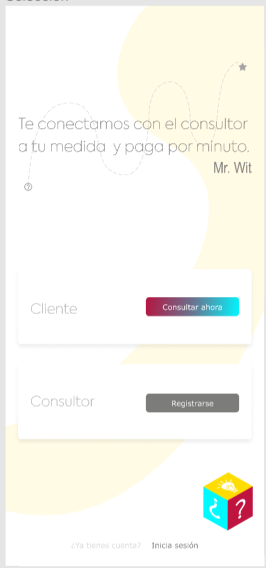 Selección
Te conectamos con el consultor
a tu medida y paga por minuto.
Mr. Wit
Cliente
Consultar ahora
Consultor
Registrarse
¿
?
¿Ya tienes cuenta? Inicia sesión